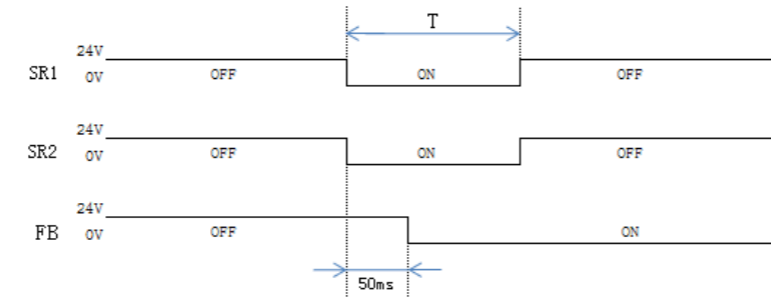 T
24V
SR1 0V OFF ON OFF
24V
SR2 0V OFF ON OFF
24V
FB 0V OFF ON
50ms